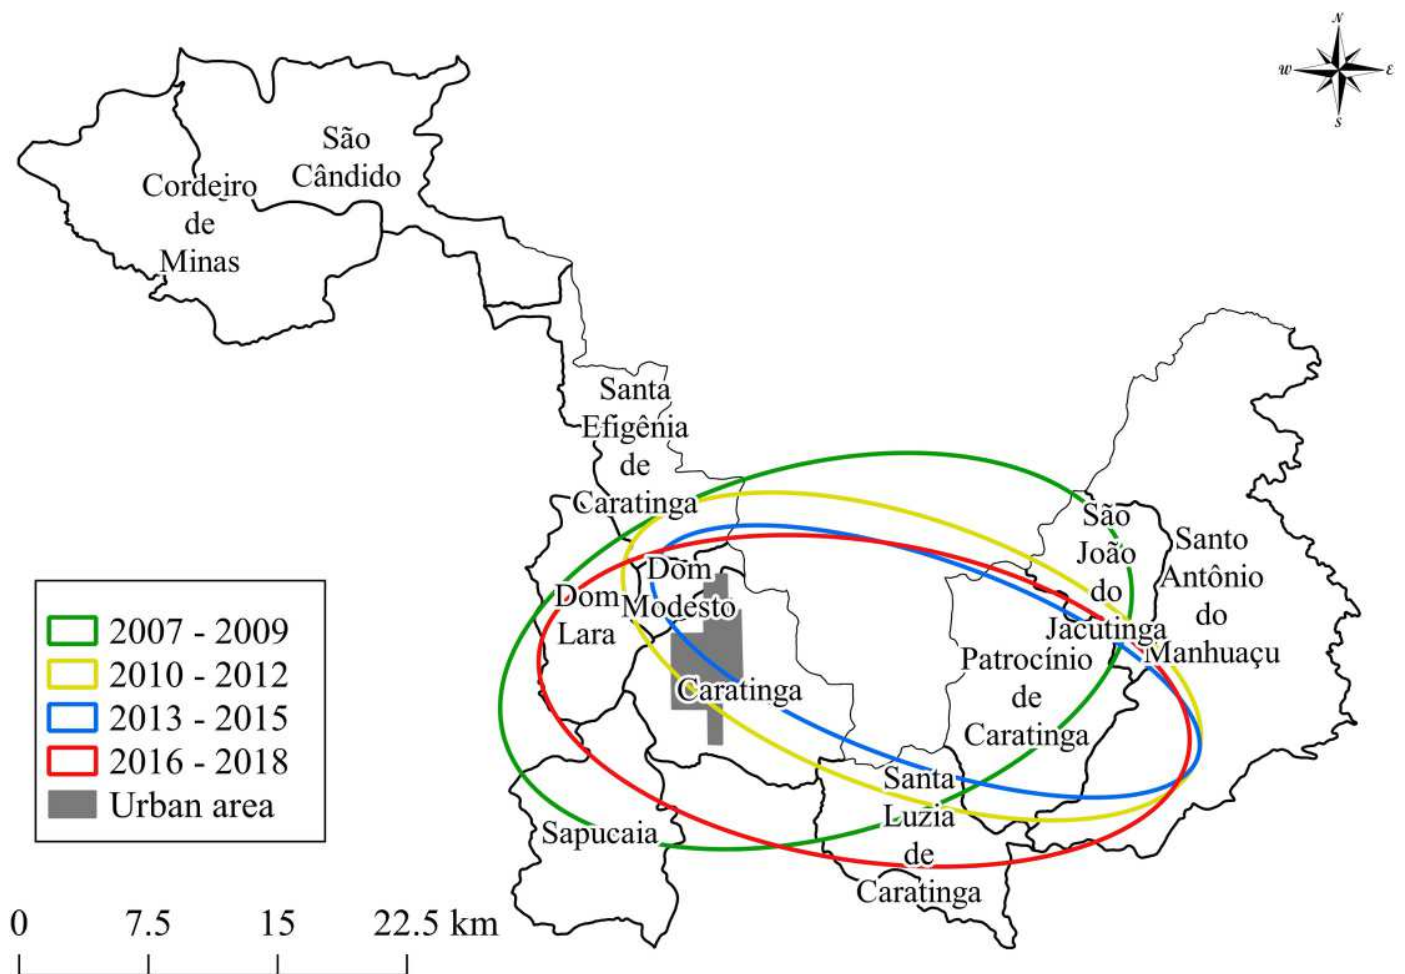 N
W
E
S
São
Cândido
Cordeiro
de
Minas
Santa
Efigênia
de
Caratinga
São
João
do
Jacutinga
Santo
Antônio
do
Manhuaçu
Dom
Modesto
Dom
Lara
Caratinga
Patrocínio
de
Caratinga
Santa
Luzia
de
Caratinga
Sapucaia
2007 - 2009
2010 - 2012
2013 - 2015
2016 - 2018
Urban area
0 7.5 15 22.5 km